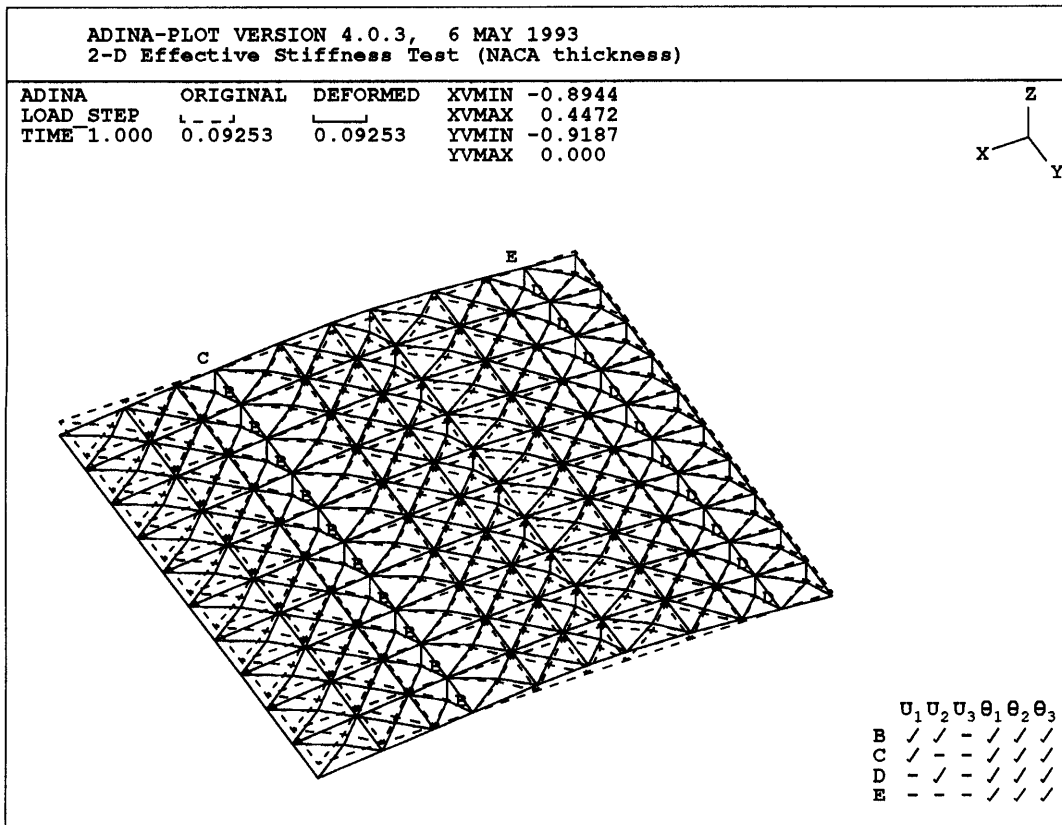 ADINA-PLOT VERSION 4.0.3, 6 MAY 1993
2-D Effective Stiffness Test (NACA thickness)
ADINA ORIGINAL DEFORMED XVMIN -0.8944
LOAD_STEP XVMAX 0.4472
TIME 1.000 0.09253 0.09253 YVMIN -0.9187
YVMAX 0.000
Z
X
Y
E
D
D
D
C
D
B
B
D
B
D
B
D
B
D
B
D
B
D
B
B
B
U₁ U₂ U₃ θ₁ θ₂ θ₃
B ✓ ✓ - ✓ ✓ ✓
C ✓ - - ✓ ✓ ✓
D - ✓ - ✓ ✓ ✓
E - - - ✓ ✓ ✓